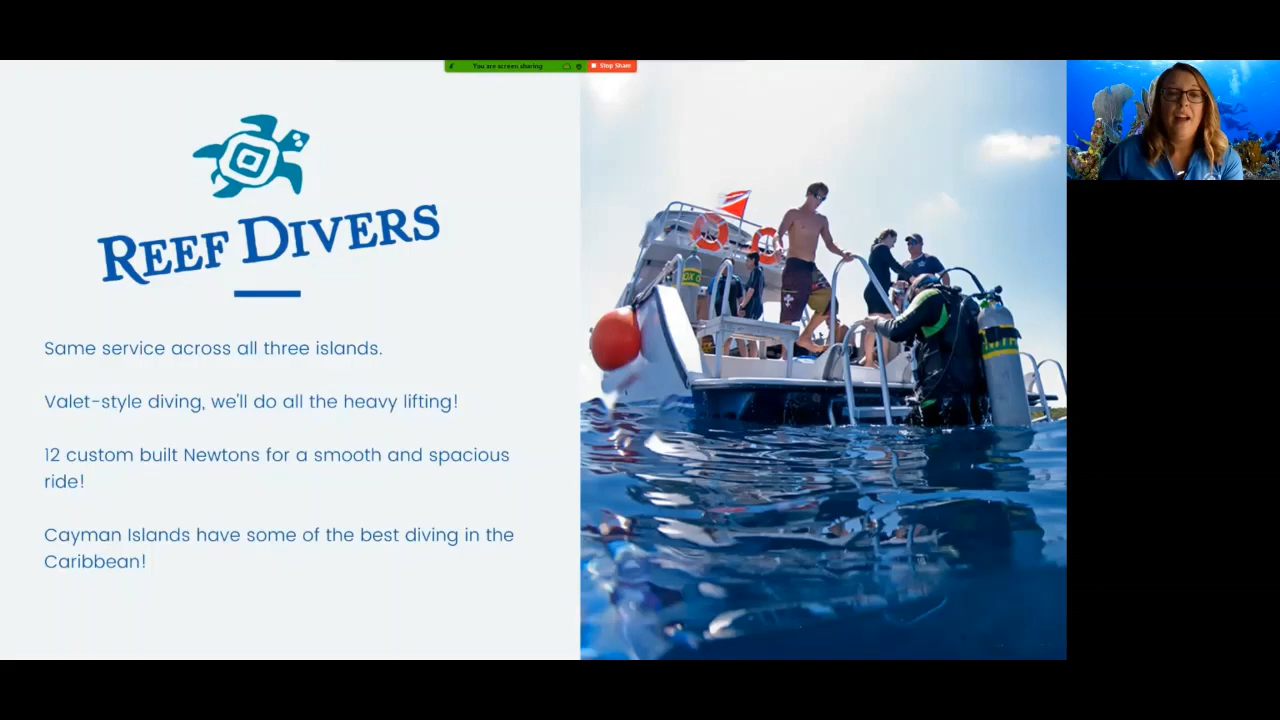 You are screen sharing
Stop Share
REEF DIVERS
Same service across all three islands.
Valet-style diving, we'll do all the heavy lifting!
12 custom built Newtons for a smooth and spacious
ride!
Cayman Islands have some of the best diving in the
Caribbean!